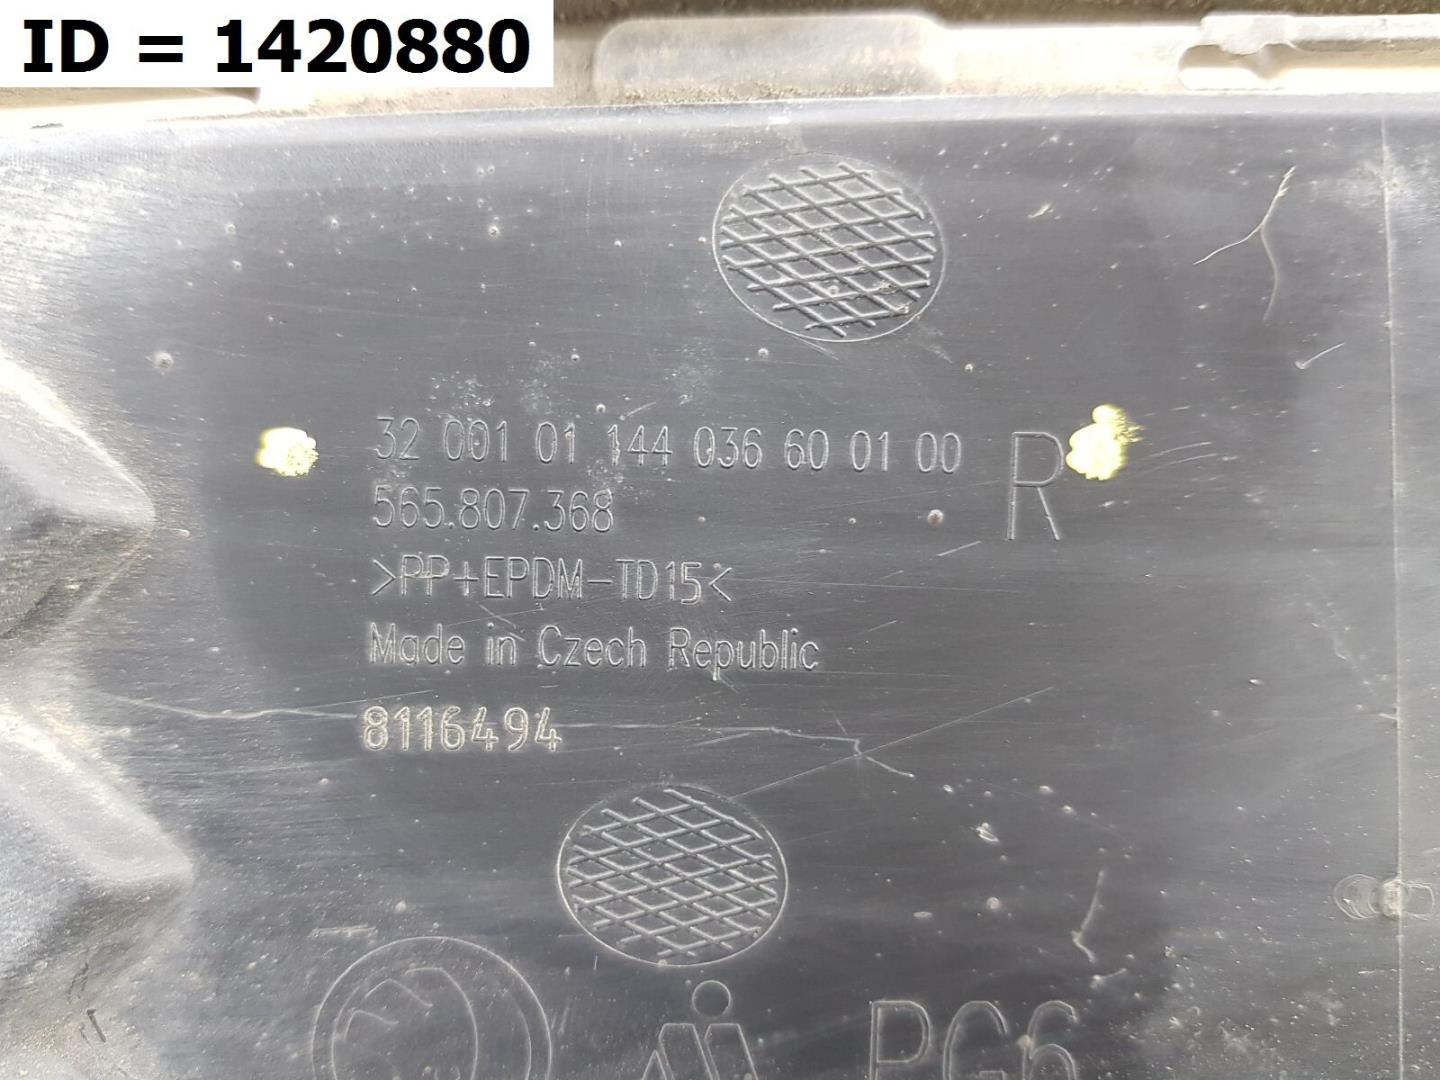 ID = 1420880
32 001 01 144 036 60 01 00 R
565.807.368
>PP+EPDM-TD15<
Made in Czech Republic
8116494
PG6